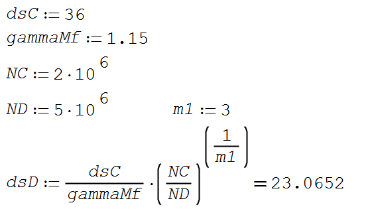 dsC := 36
gammaMf := 1.15
NC := 2·10^6
ND := 5·10^6 m1 := 3
dsD := dsC/gammaMf · (NC/ND)^(1/m1) = 23.0652